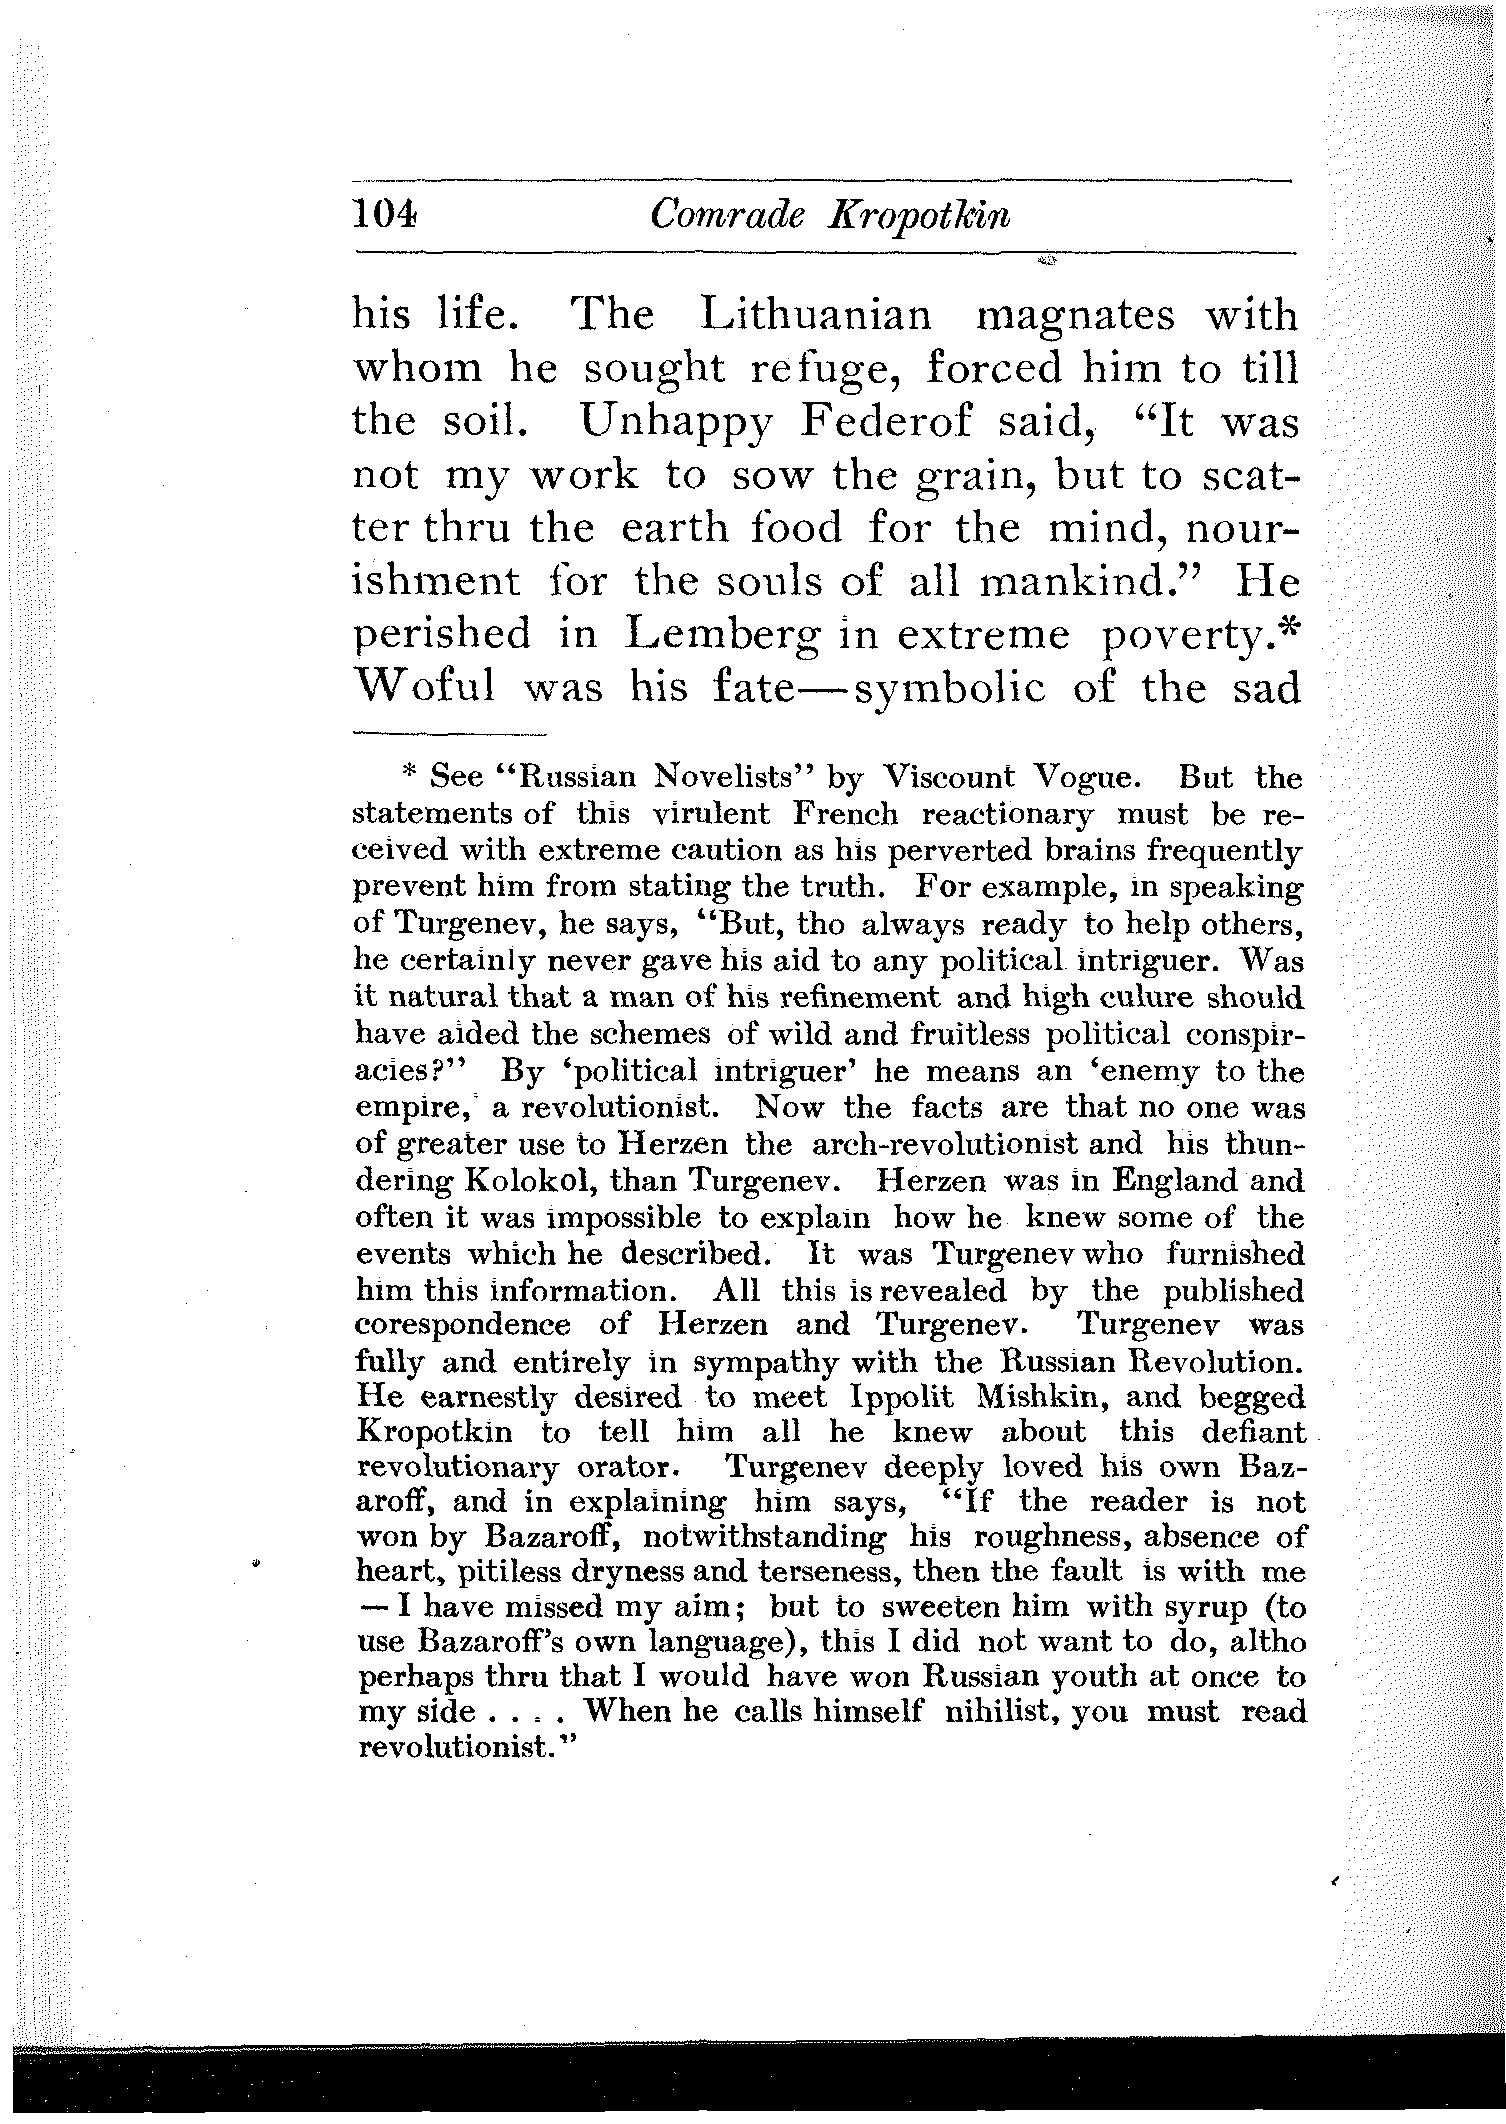 104 Comrade Kropotkin
his life. The Lithuanian magnates with
whom he sought refuge, forced him to till
the soil. Unhappy Federof said, “It was
not my work to sow the grain, but to scat-
ter thru the earth food for the mind, nour-
ishment for the souls of all mankind.” He
perished in Lemberg in extreme poverty.*
Woful was his fate—symbolic of the sad
* See “Russian Novelists” by Viscount Vogue. But the
statements of this virulent French reactionary must be re-
ceived with extreme caution as his perverted brains frequently
prevent him from stating the truth. For example, in speaking
of Turgenev, he says, “But, tho always ready to help others,
he certainly never gave his aid to any political intriguer. Was
it natural that a man of his refinement and high culure should
have aided the schemes of wild and fruitless political conspir-
acies?” By ‘political intriguer’ he means an ‘enemy to the
empire,’ a revolutionist. Now the facts are that no one was
of greater use to Herzen the arch-revolutionist and his thun-
dering Kolokol, than Turgenev. Herzen was in England and
often it was impossible to explain how he knew some of the
events which he described. It was Turgenev who furnished
him this information. All this is revealed by the published
corespondence of Herzen and Turgenev. Turgenev was
fully and entirely in sympathy with the Russian Revolution.
He earnestly desired to meet Ippolit Mishkin, and begged
Kropotkin to tell him all he knew about this defiant
revolutionary orator. Turgenev deeply loved his own Baz-
aroff, and in explaining him says, “If the reader is not
won by Bazaroff, notwithstanding his roughness, absence of
heart, pitiless dryness and terseness, then the fault is with me
— I have missed my aim; but to sweeten him with syrup (to
use Bazaroff’s own language), this I did not want to do, altho
perhaps thru that I would have won Russian youth at once to
my side . . . . When he calls himself nihilist, you must read
revolutionist.”